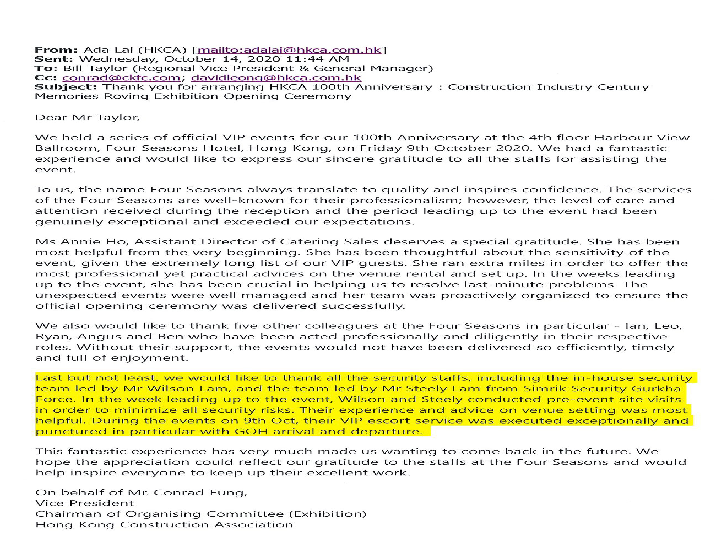 From: Ada Lai (HKCA) [mailto:adalai@hkca.com.hk]
Sent: Wednesday, October 14, 2020 11:44 AM
To: Bill Taylor (Regional Vice President & General Manager)
Cc: conrad@ckfc.com; davidleong@hkca.com.hk
Subject: Thank you for arranging HKCA 100th Anniversary : Construction Industry Century
Memories Roving Exhibition Opening Ceremony
Dear Mr Taylor,
We held a series of official VIP events for our 100th Anniversary at the 4th floor Harbour View
Ballroom, Four Seasons Hotel, Hong Kong, on Friday 9th October 2020. We had a fantastic
experience and would like to express our sincere gratitude to all the staffs for assisting the
event.
To us, the name Four Seasons always translate to quality and inspires confidence. The services
of the Four Seasons are well-known for their professionalism; however, the level of care and
attention received during the reception and the period leading up to the event had been
genuinely exceptional and exceeded our expectations.
Ms Annie Ho, Assistant Director of Catering Sales deserves a special gratitude. She has been
most helpful from the very beginning. She has been thoughtful about the sensitivity of the
event, given the extremely long list of our VIP guests. She ran extra miles in order to offer the
most professional yet practical advices on the venue rental and set up. In the weeks leading
up to the event, she has been crucial in helping us to resolve last-minute problems. The
unexpected events were well managed and her team was proactively organized to ensure the
official opening ceremony was delivered successfully.
We also would like to thank five other colleagues at the Four Seasons in particular – Ian, Leo,
Ryan, Angus and Ben who have been acted professionally and diligently in their respective
roles. Without their support, the events would not have been delivered so efficiently, timely
and full of enjoyment.
Last but not least, we would like to thank all the security staffs, including the in-house security
team led by Mr Wilson Lam, and the team led by Mr Steely Lam from Simrik Security Gurkha
Force. In the week leading up to the event, Wilson and Steely conducted pre-event site visits
in order to minimize all security risks. Their experience and advice on venue setting was most
helpful. During the events on 9th Oct, their VIP escort service was executed exceptionally and
punctured in particular with GOH arrival and departure.
This fantastic experience has very much made us wanting to come back in the future. We
hope the appreciation could reflect our gratitude to the staffs at the Four Seasons and would
help inspire everyone to keep up their excellent work.
On behalf of Mr. Conrad Fung,
Vice President
Chairman of Organising Committee (Exhibition)
Hong Kong Construction Association